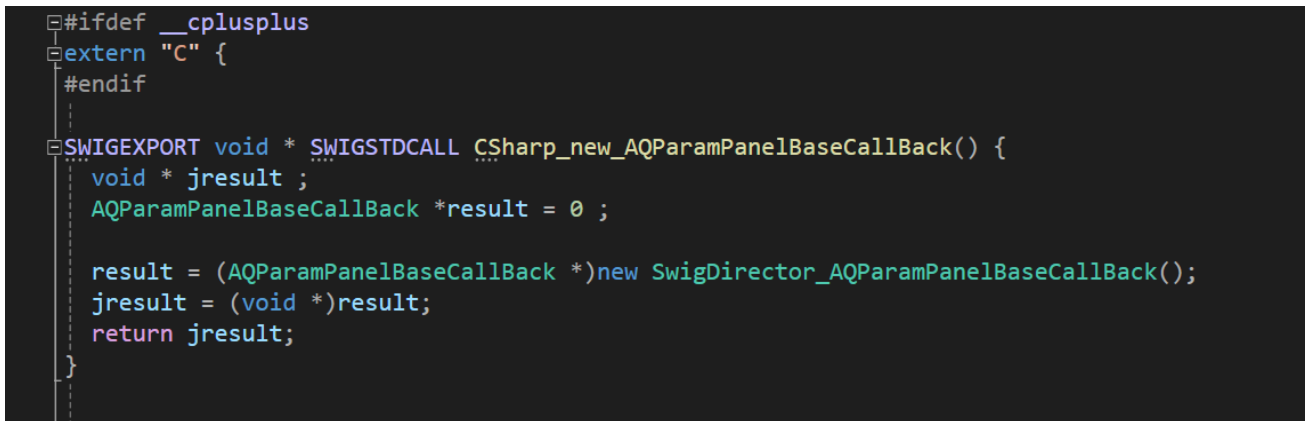 #ifdef __cplusplus
extern "C" {
#endif
SWIGEXPORT void * SWIGSTDCALL CSharp_new_AQParamPanelBaseCallBack() {
void * jresult ;
AQParamPanelBaseCallBack *result = 0 ;
result = (AQParamPanelBaseCallBack *)new SwigDirector_AQParamPanelBaseCallBack();
jresult = (void *)result;
return jresult;
}